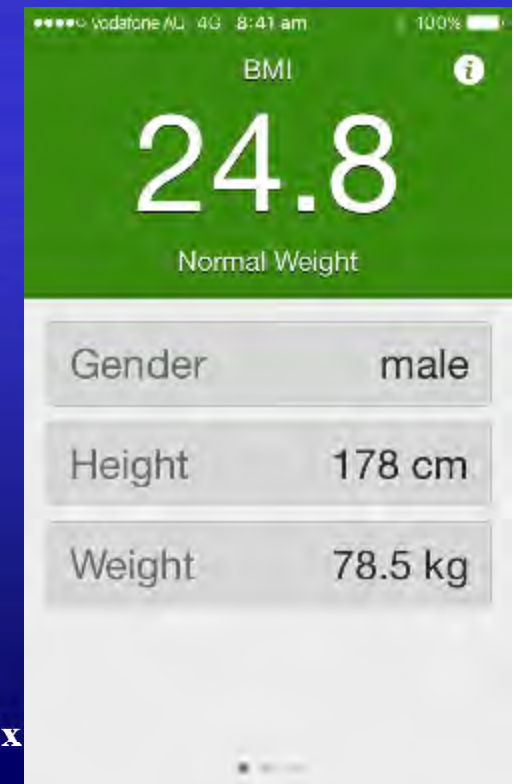 vodafone AU 4G 8:41 am 100%
BMI i
24.8
Normal Weight
Gender male
Height 178 cm
Weight 78.5 kg
x